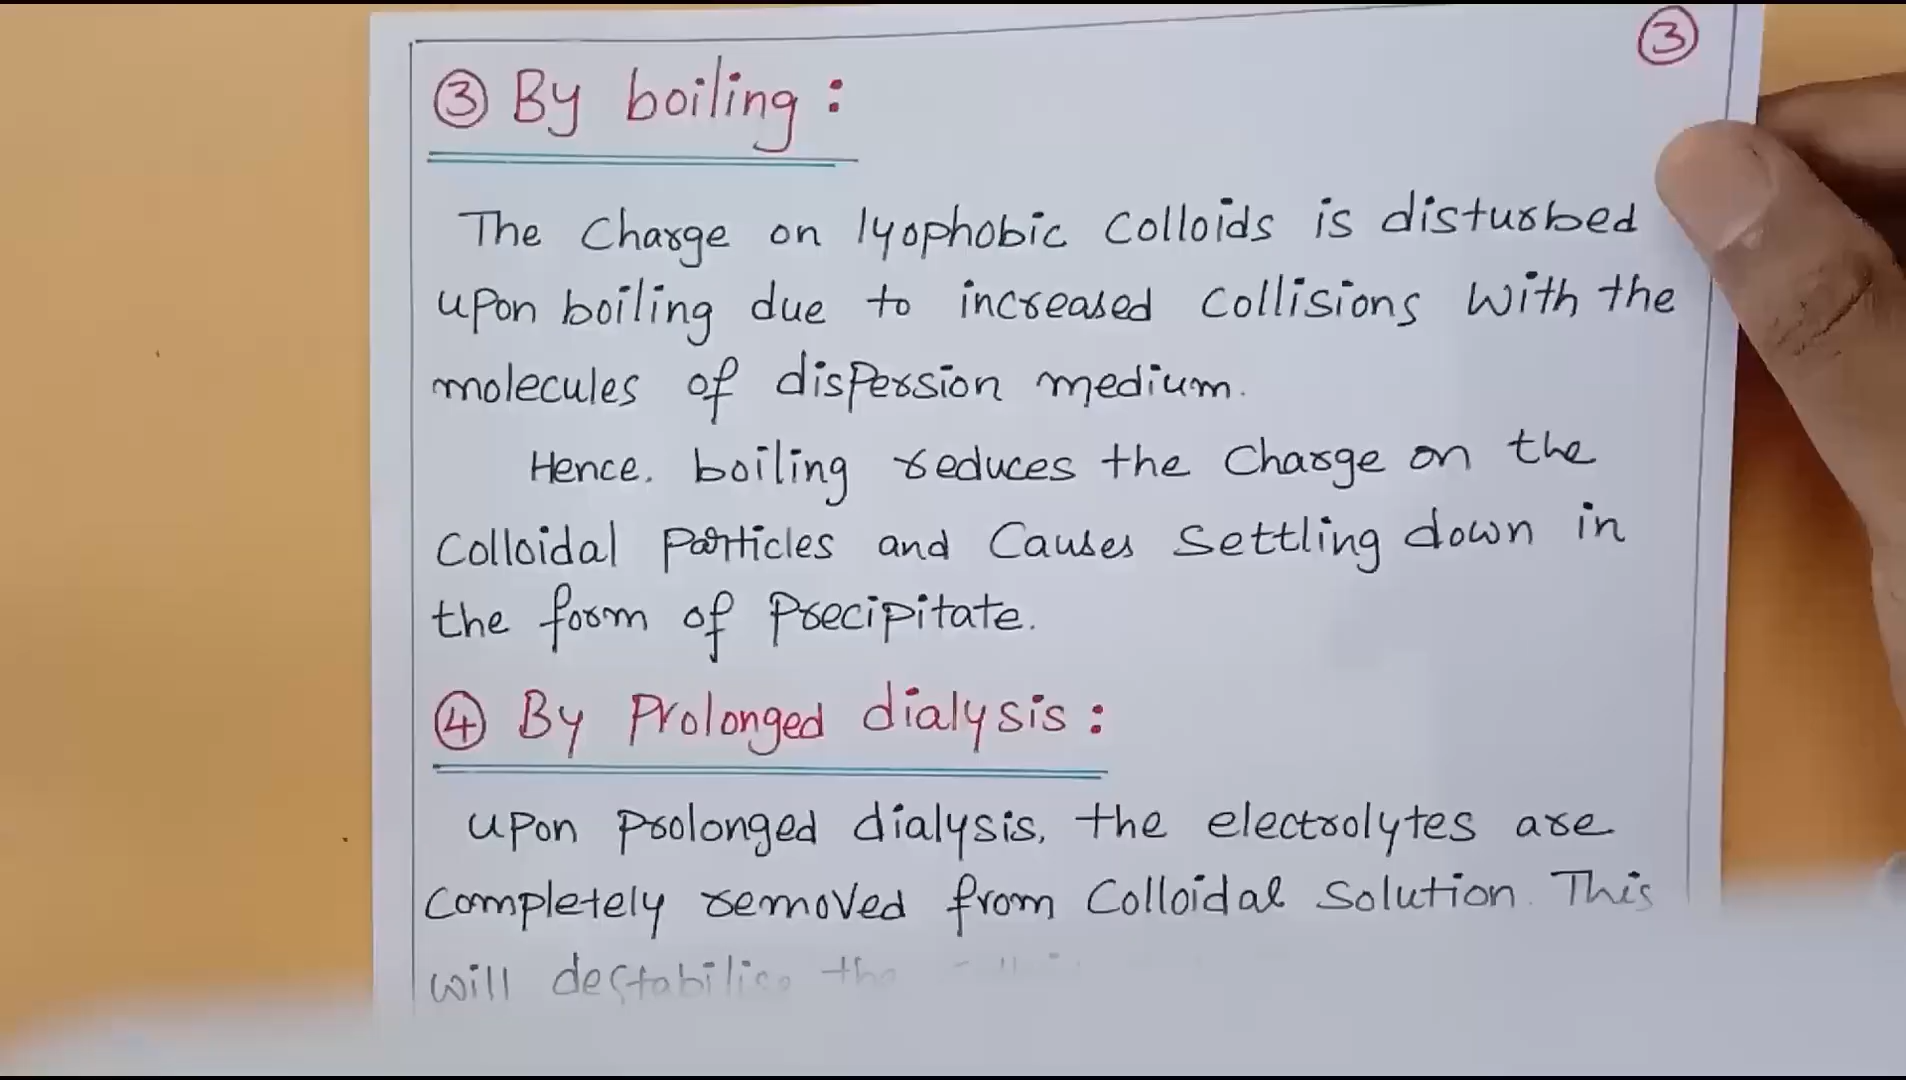 3
3 By boiling :
The Charge on lyophobic Colloids is disturbed
upon boiling due to increased Collisions With the
molecules of dispersion medium.
Hence. boiling reduces the Charge on the
Colloidal Particles and Causes Settling down in
the form of Precipitate.
4 By Prolonged dialysis :
upon prolonged dialysis, the electrolytes are
completely removed from Colloidal Solution. This
will destabilise the